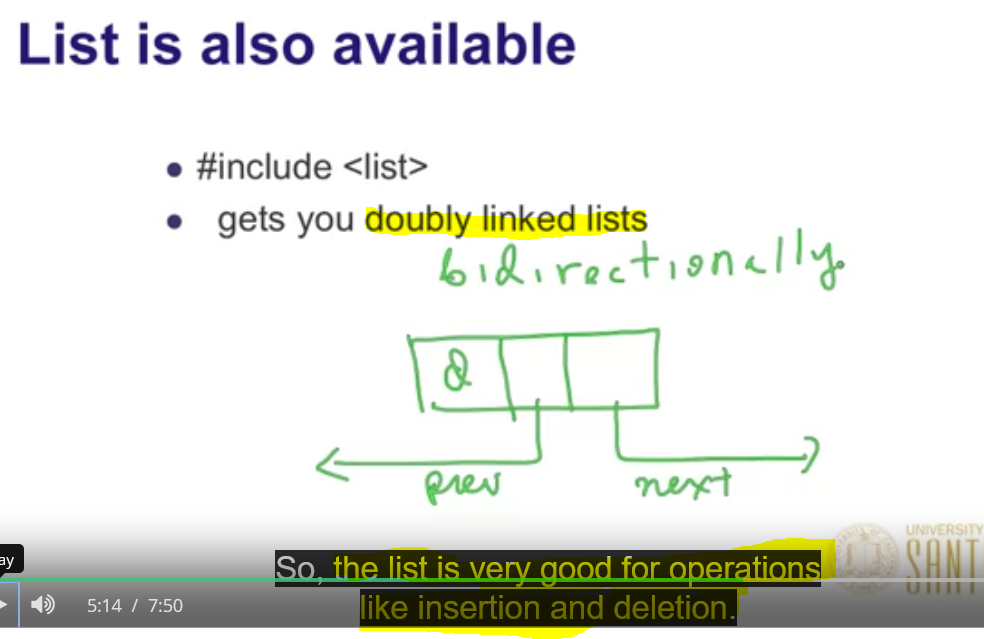 List is also available
• #include <list>
• gets you doubly linked lists
bidirectionally.
d
prev
next
So, the list is very good for operations
like insertion and deletion.
ay
5:14 / 7:50
UNIVERSITY
SANT